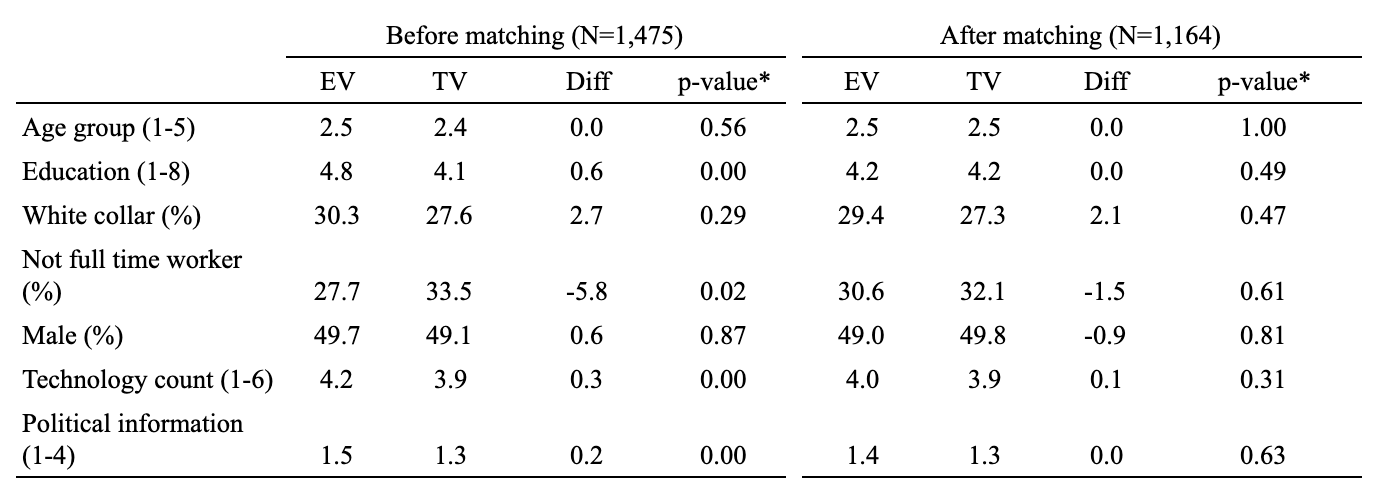 Before matching (N=1,475) After matching (N=1,164)
EV TV Diff p-value* EV TV Diff p-value*
Age group (1-5) 2.5 2.4 0.0 0.56 2.5 2.5 0.0 1.00
Education (1-8) 4.8 4.1 0.6 0.00 4.2 4.2 0.0 0.49
White collar (%) 30.3 27.6 2.7 0.29 29.4 27.3 2.1 0.47
Not full time worker
(%) 27.7 33.5 -5.8 0.02 30.6 32.1 -1.5 0.61
Male (%) 49.7 49.1 0.6 0.87 49.0 49.8 -0.9 0.81
Technology count (1-6) 4.2 3.9 0.3 0.00 4.0 3.9 0.1 0.31
Political information
(1-4) 1.5 1.3 0.2 0.00 1.4 1.3 0.0 0.63